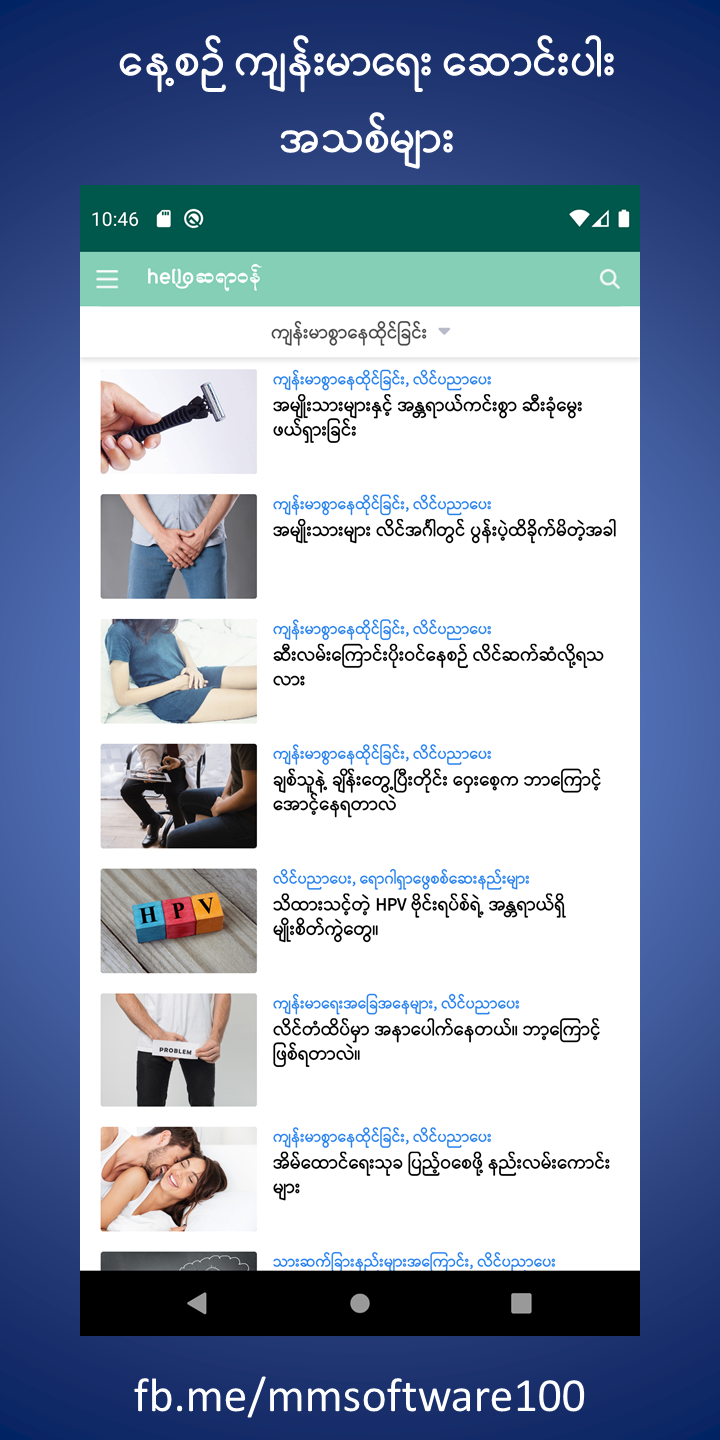 နေ့စဉ် ကျန်းမာရေး ဆောင်းပါး
အသစ်များ
10:46
helloဆရာဝန်
ကျန်းမာစွာနေထိုင်ခြင်း
ကျန်းမာစွာနေထိုင်ခြင်း, လိင်ပညာပေး
အမျိုးသားများနှင့် အန္တရာယ်ကင်းစွာ ဆီးခုံမွေး
ဖယ်ရှားခြင်း
ကျန်းမာစွာနေထိုင်ခြင်း, လိင်ပညာပေး
အမျိုးသားများ လိင်အင်္ဂါတွင် ပွန်းပဲ့ထိခိုက်မိတဲ့အခါ
ကျန်းမာစွာနေထိုင်ခြင်း, လိင်ပညာပေး
ဆီးလမ်းကြောင်းပိုးဝင်နေစဉ် လိင်ဆက်ဆံလို့ရသ
လား
ကျန်းမာစွာနေထိုင်ခြင်း, လိင်ပညာပေး
ချစ်သူနဲ့ ချိန်းတွေ့ပြီးတိုင်း ဝှေးစေ့က ဘာကြောင့်
အောင့်နေရတာလဲ
လိင်ပညာပေး, ရောဂါရှာဖွေစစ်ဆေးနည်းများ
သိထားသင့်တဲ့ HPV ဗိုင်းရပ်စ်ရဲ့ အန္တရာယ်ရှိ
မျိုးစိတ်ကွဲတွေ။
H P V
ကျန်းမာရေးအခြေအနေများ, လိင်ပညာပေး
လိင်တံထိပ်မှာ အနာပေါက်နေတယ်။ ဘာ့ကြောင့်
ဖြစ်ရတာလဲ။
PROBLEM
ကျန်းမာစွာနေထိုင်ခြင်း, လိင်ပညာပေး
အိမ်ထောင်ရေးသုခ ပြည့်ဝစေဖို့ နည်းလမ်းကောင်း
များ
သားဆက်ခြားနည်းများအကြောင်း, လိင်ပညာပေး
fb.me/mmsoftware100